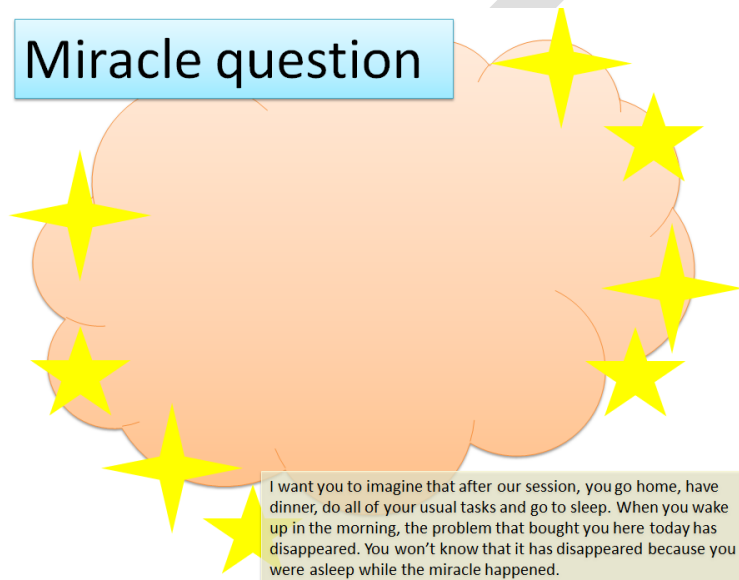 Miracle question
I want you to imagine that after our session, you go home, have
dinner, do all of your usual tasks and go to sleep. When you wake
up in the morning, the problem that bought you here today has
disappeared. You won’t know that it has disappeared because you
were asleep while the miracle happened.